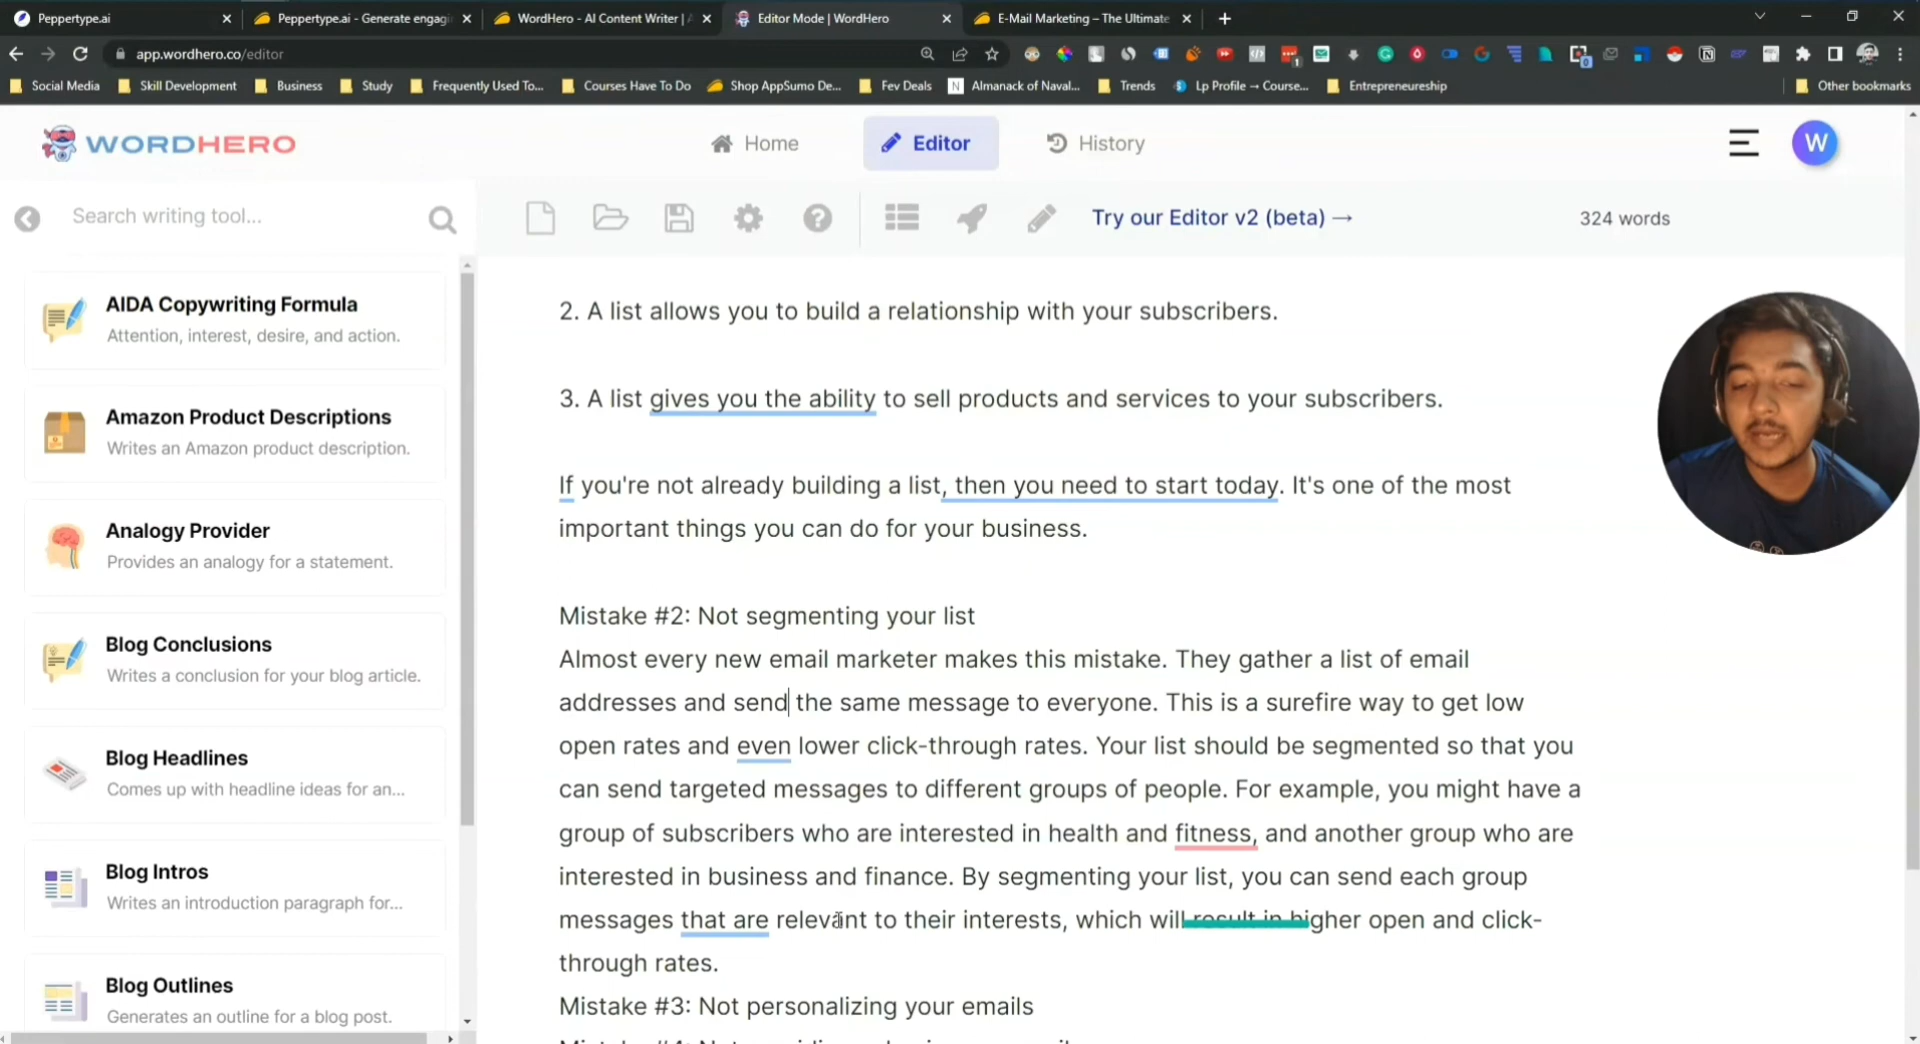 Peppertype.ai
Peppertype.ai - Generate engagi
WordHero - AI Content Writer | A
Editor Mode | WordHero
E-Mail Marketing – The Ultimate
app.wordhero.co/editor
Social Media
Skill Development
Business
Study
Frequently Used To...
Courses Have To Do
Shop AppSumo De...
Fev Deals
Almanack of Naval...
Trends
Lp Profile → Course...
Entrepreneureship
Other bookmarks
WORDHERO
Home
Editor
History
W
Search writing tool...
Try our Editor v2 (beta) →
324 words
AIDA Copywriting Formula
Attention, interest, desire, and action.
Amazon Product Descriptions
Writes an Amazon product description.
Analogy Provider
Provides an analogy for a statement.
Blog Conclusions
Writes a conclusion for your blog article.
Blog Headlines
Comes up with headline ideas for an...
Blog Intros
Writes an introduction paragraph for...
Blog Outlines
Generates an outline for a blog post.
2. A list allows you to build a relationship with your subscribers.
3. A list gives you the ability to sell products and services to your subscribers.
If you're not already building a list, then you need to start today. It's one of the most
important things you can do for your business.
Mistake #2: Not segmenting your list
Almost every new email marketer makes this mistake. They gather a list of email
addresses and send the same message to everyone. This is a surefire way to get low
open rates and even lower click-through rates. Your list should be segmented so that you
can send targeted messages to different groups of people. For example, you might have a
group of subscribers who are interested in health and fitness, and another group who are
interested in business and finance. By segmenting your list, you can send each group
messages that are relevant to their interests, which will result in higher open and click-
through rates.
Mistake #3: Not personalizing your emails